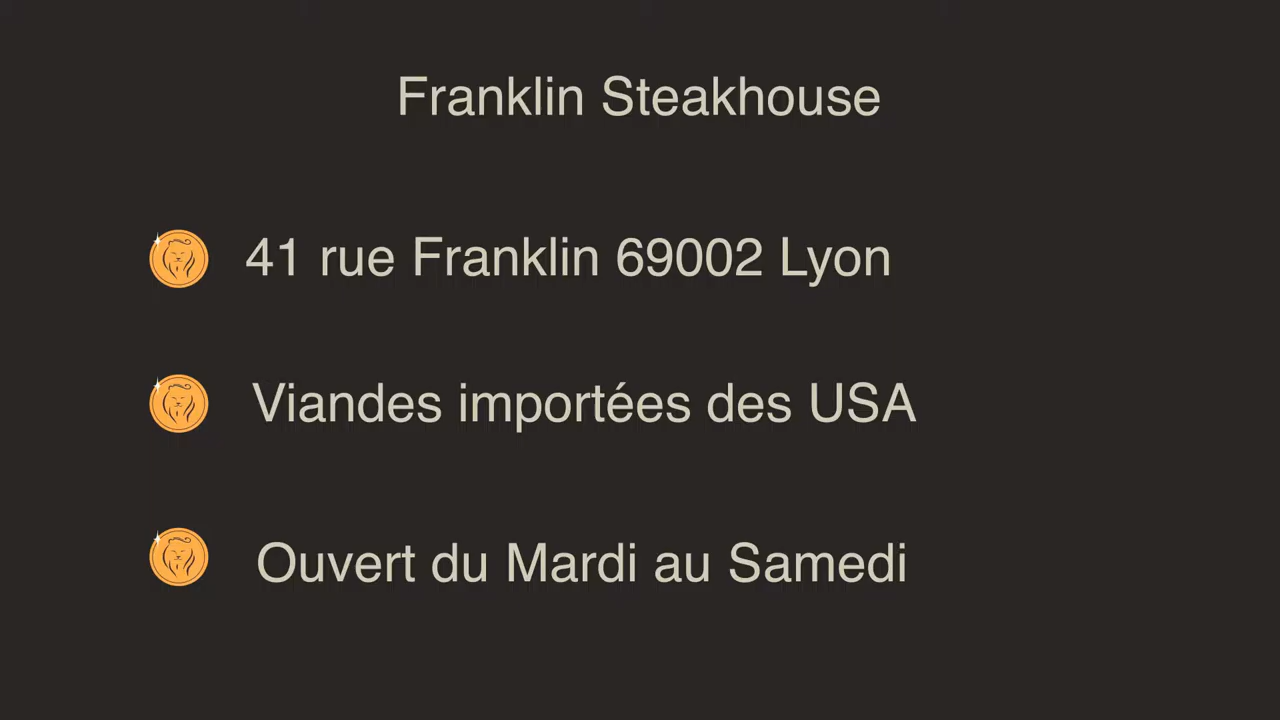 Franklin Steakhouse
41 rue Franklin 69002 Lyon
Viandes importées des USA
Ouvert du Mardi au Samedi